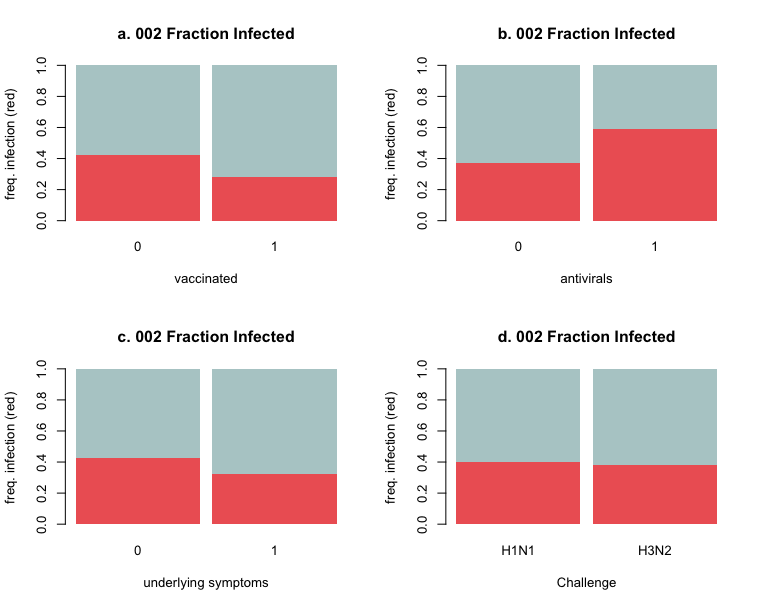 a. 002 Fraction Infected
freq. infection (red)
0.0 0.2 0.4 0.6 0.8 1.0
0 1
vaccinated
b. 002 Fraction Infected
freq. infection (red)
0.0 0.2 0.4 0.6 0.8 1.0
0 1
antivirals
c. 002 Fraction Infected
freq. infection (red)
0.0 0.2 0.4 0.6 0.8 1.0
0 1
underlying symptoms
d. 002 Fraction Infected
freq. infection (red)
0.0 0.2 0.4 0.6 0.8 1.0
H1N1 H3N2
Challenge